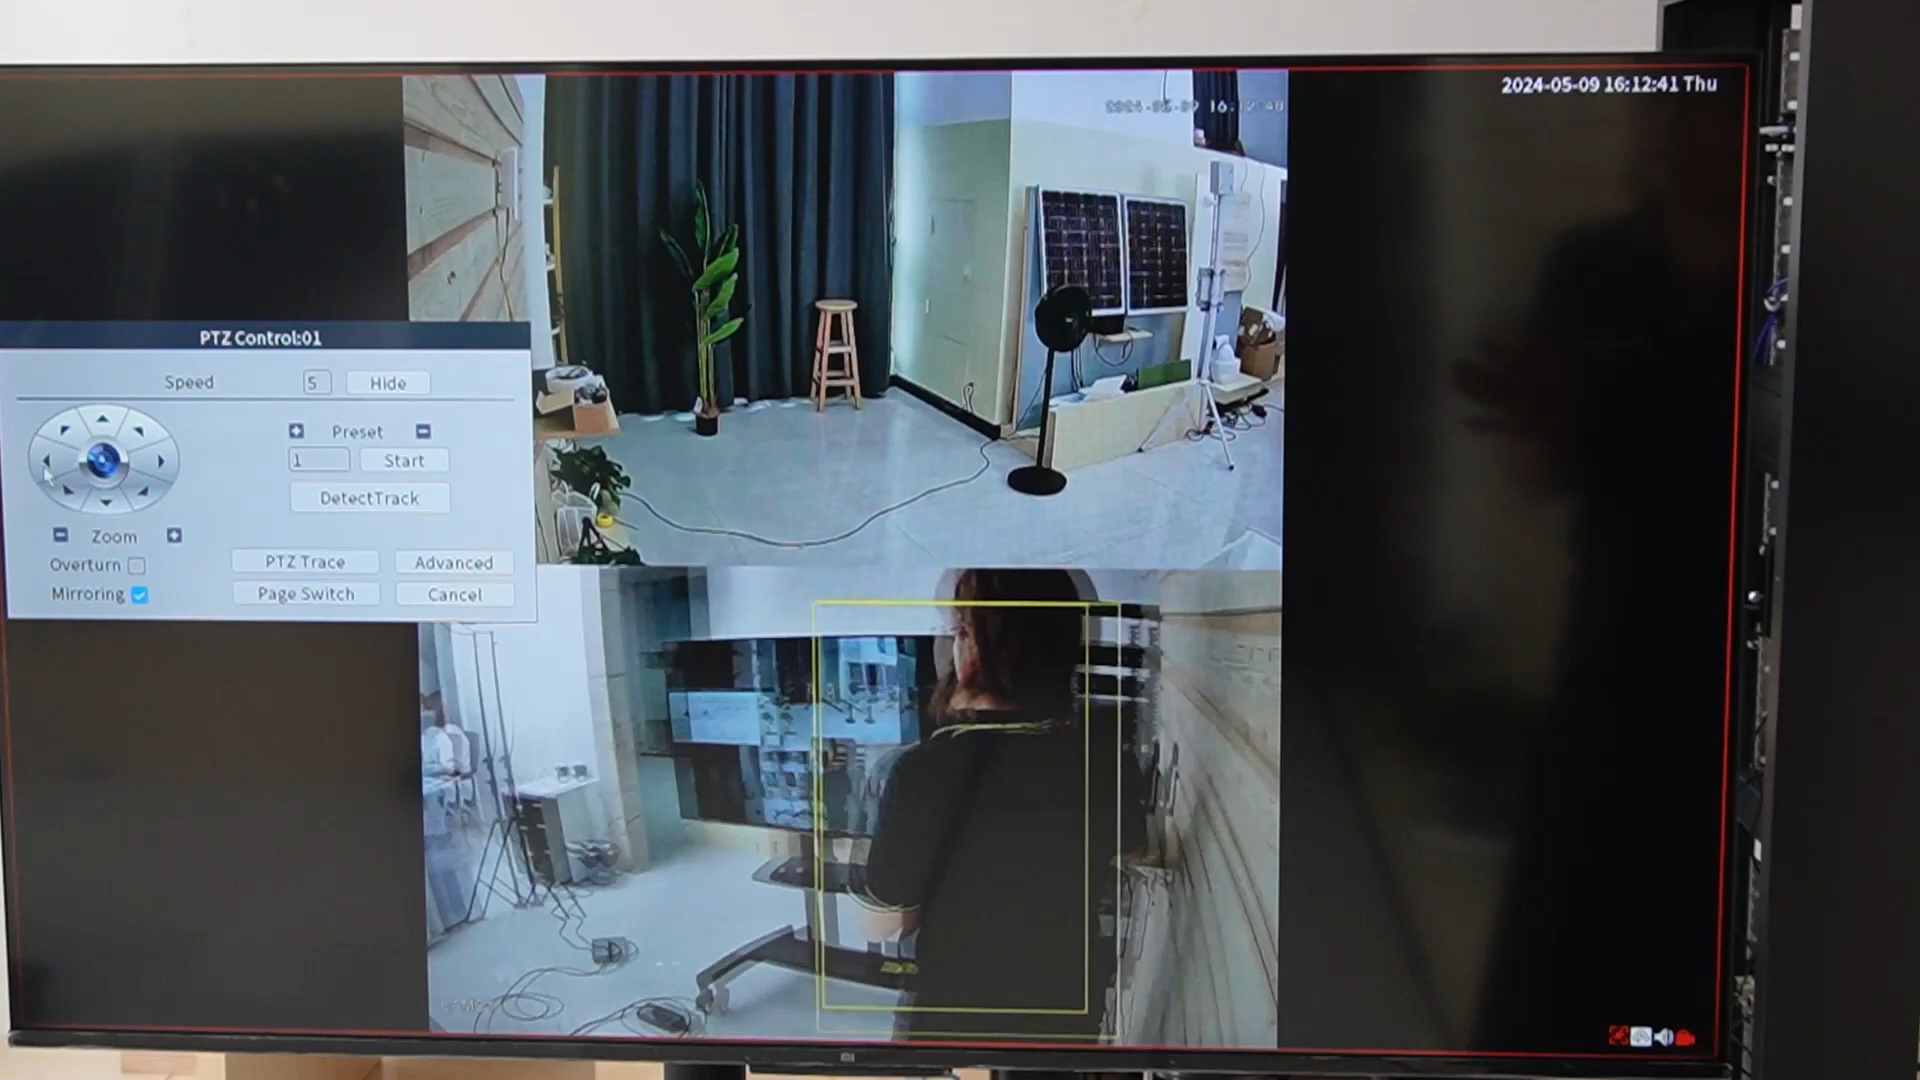 2024-05-09 16:12:41 Thu
PTZ Control:01
Speed 5 Hide
Preset
1 Start
DetectTrack
Zoom
Overturn PTZ Trace Advanced
Mirroring Page Switch Cancel
mi